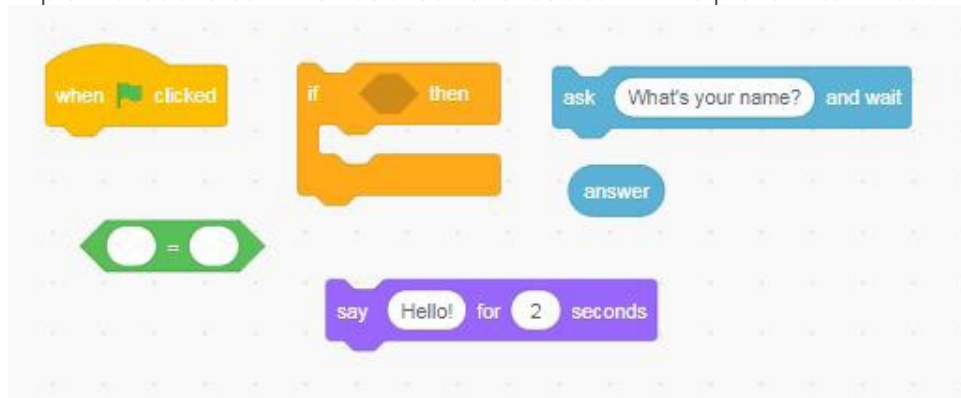 when clicked
if then
ask What's your name? and wait
answer
=
say Hello! for 2 seconds